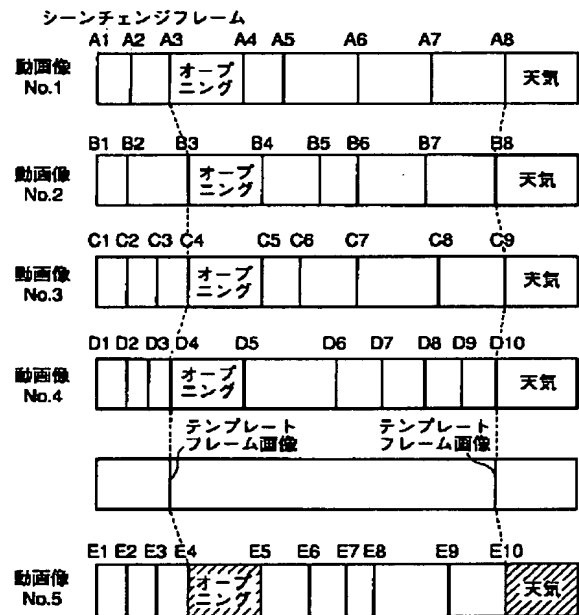 シーンチェンジフレーム
A1 A2 A3 A4 A5 A6 A7 A8
動画像
No.1
オープ
ニング
天気
B1 B2 B3 B4 B5 B6 B7 B8
動画像
No.2
オープ
ニング
天気
C1 C2 C3 C4 C5 C6 C7 C8 C9
動画像
No.3
オープ
ニング
天気
D1 D2 D3 D4 D5 D6 D7 D8 D9 D10
動画像
No.4
オープ
ニング
天気
テンプレート
フレーム画像
テンプレート
フレーム画像
E1 E2 E3 E4 E5 E6 E7 E8 E9 E10
動画像
No.5
オープ
ニング
天気